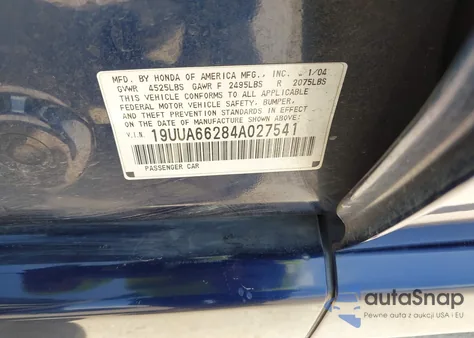 MFD. BY HONDA OF AMERICA MFG., INC. 1/04
GVWR 4525LBS GAWR F 2495LBS R 2075LBS
THIS VEHICLE CONFORMS TO ALL APPLICABLE
FEDERAL MOTOR VEHICLE SAFETY, BUMPER,
AND THEFT PREVENTION STANDARDS IN EFFECT
ON THE DATE OF MANUFACTURE SHOWN ABOVE:
V.I.N. 19UUA66284A027541
PASSENGER CAR
autoSnap
Pewne auta z aukcji USA i EU